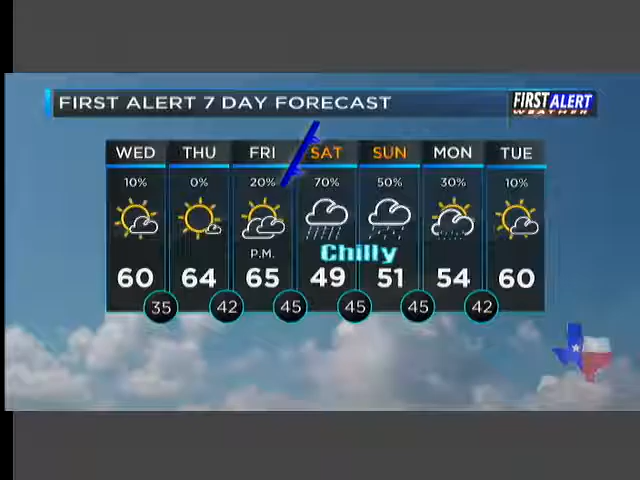 FIRST ALERT 7 DAY FORECAST
FIRST ALERT
WEATHER
WED THU FRI SAT SUN MON TUE
10% 0% 20% 70% 50% 30% 10%
P.M. Chilly
60 64 65 49 51 54 60
35 42 45 45 45 42